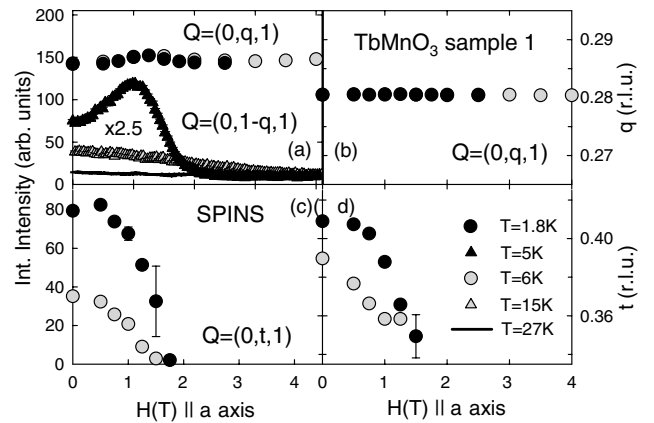 200
150
100
50
0
Int. Intensity (arb. units)
Q=(0,q,1)
Q=(0,1-q,1)
x2.5
(a)
TbMnO₃ sample 1
(b)
Q=(0,q,1)
0.29
0.28
0.27
q (r.l.u.)
80
60
40
20
0
SPINS
(c)
Q=(0,t,1)
0 1 2 3 4
H(T) || a axis
d)
T=1.8K
T=5K
T=6K
T=15K
T=27K
0.40
0.36
t (r.l.u.)
0 1 2 3 4
H(T) || a axis